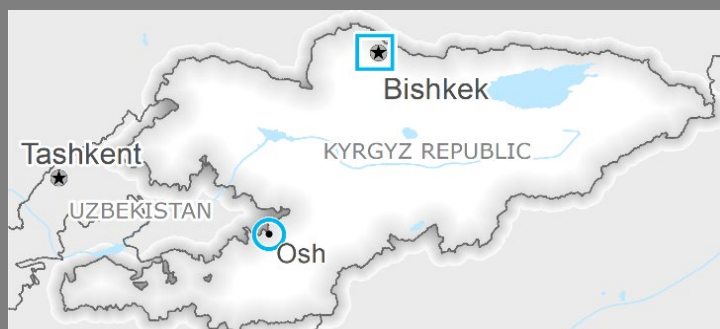 Bishkek
Tashkent
KYRGYZ REPUBLIC
UZBEKISTAN
Osh